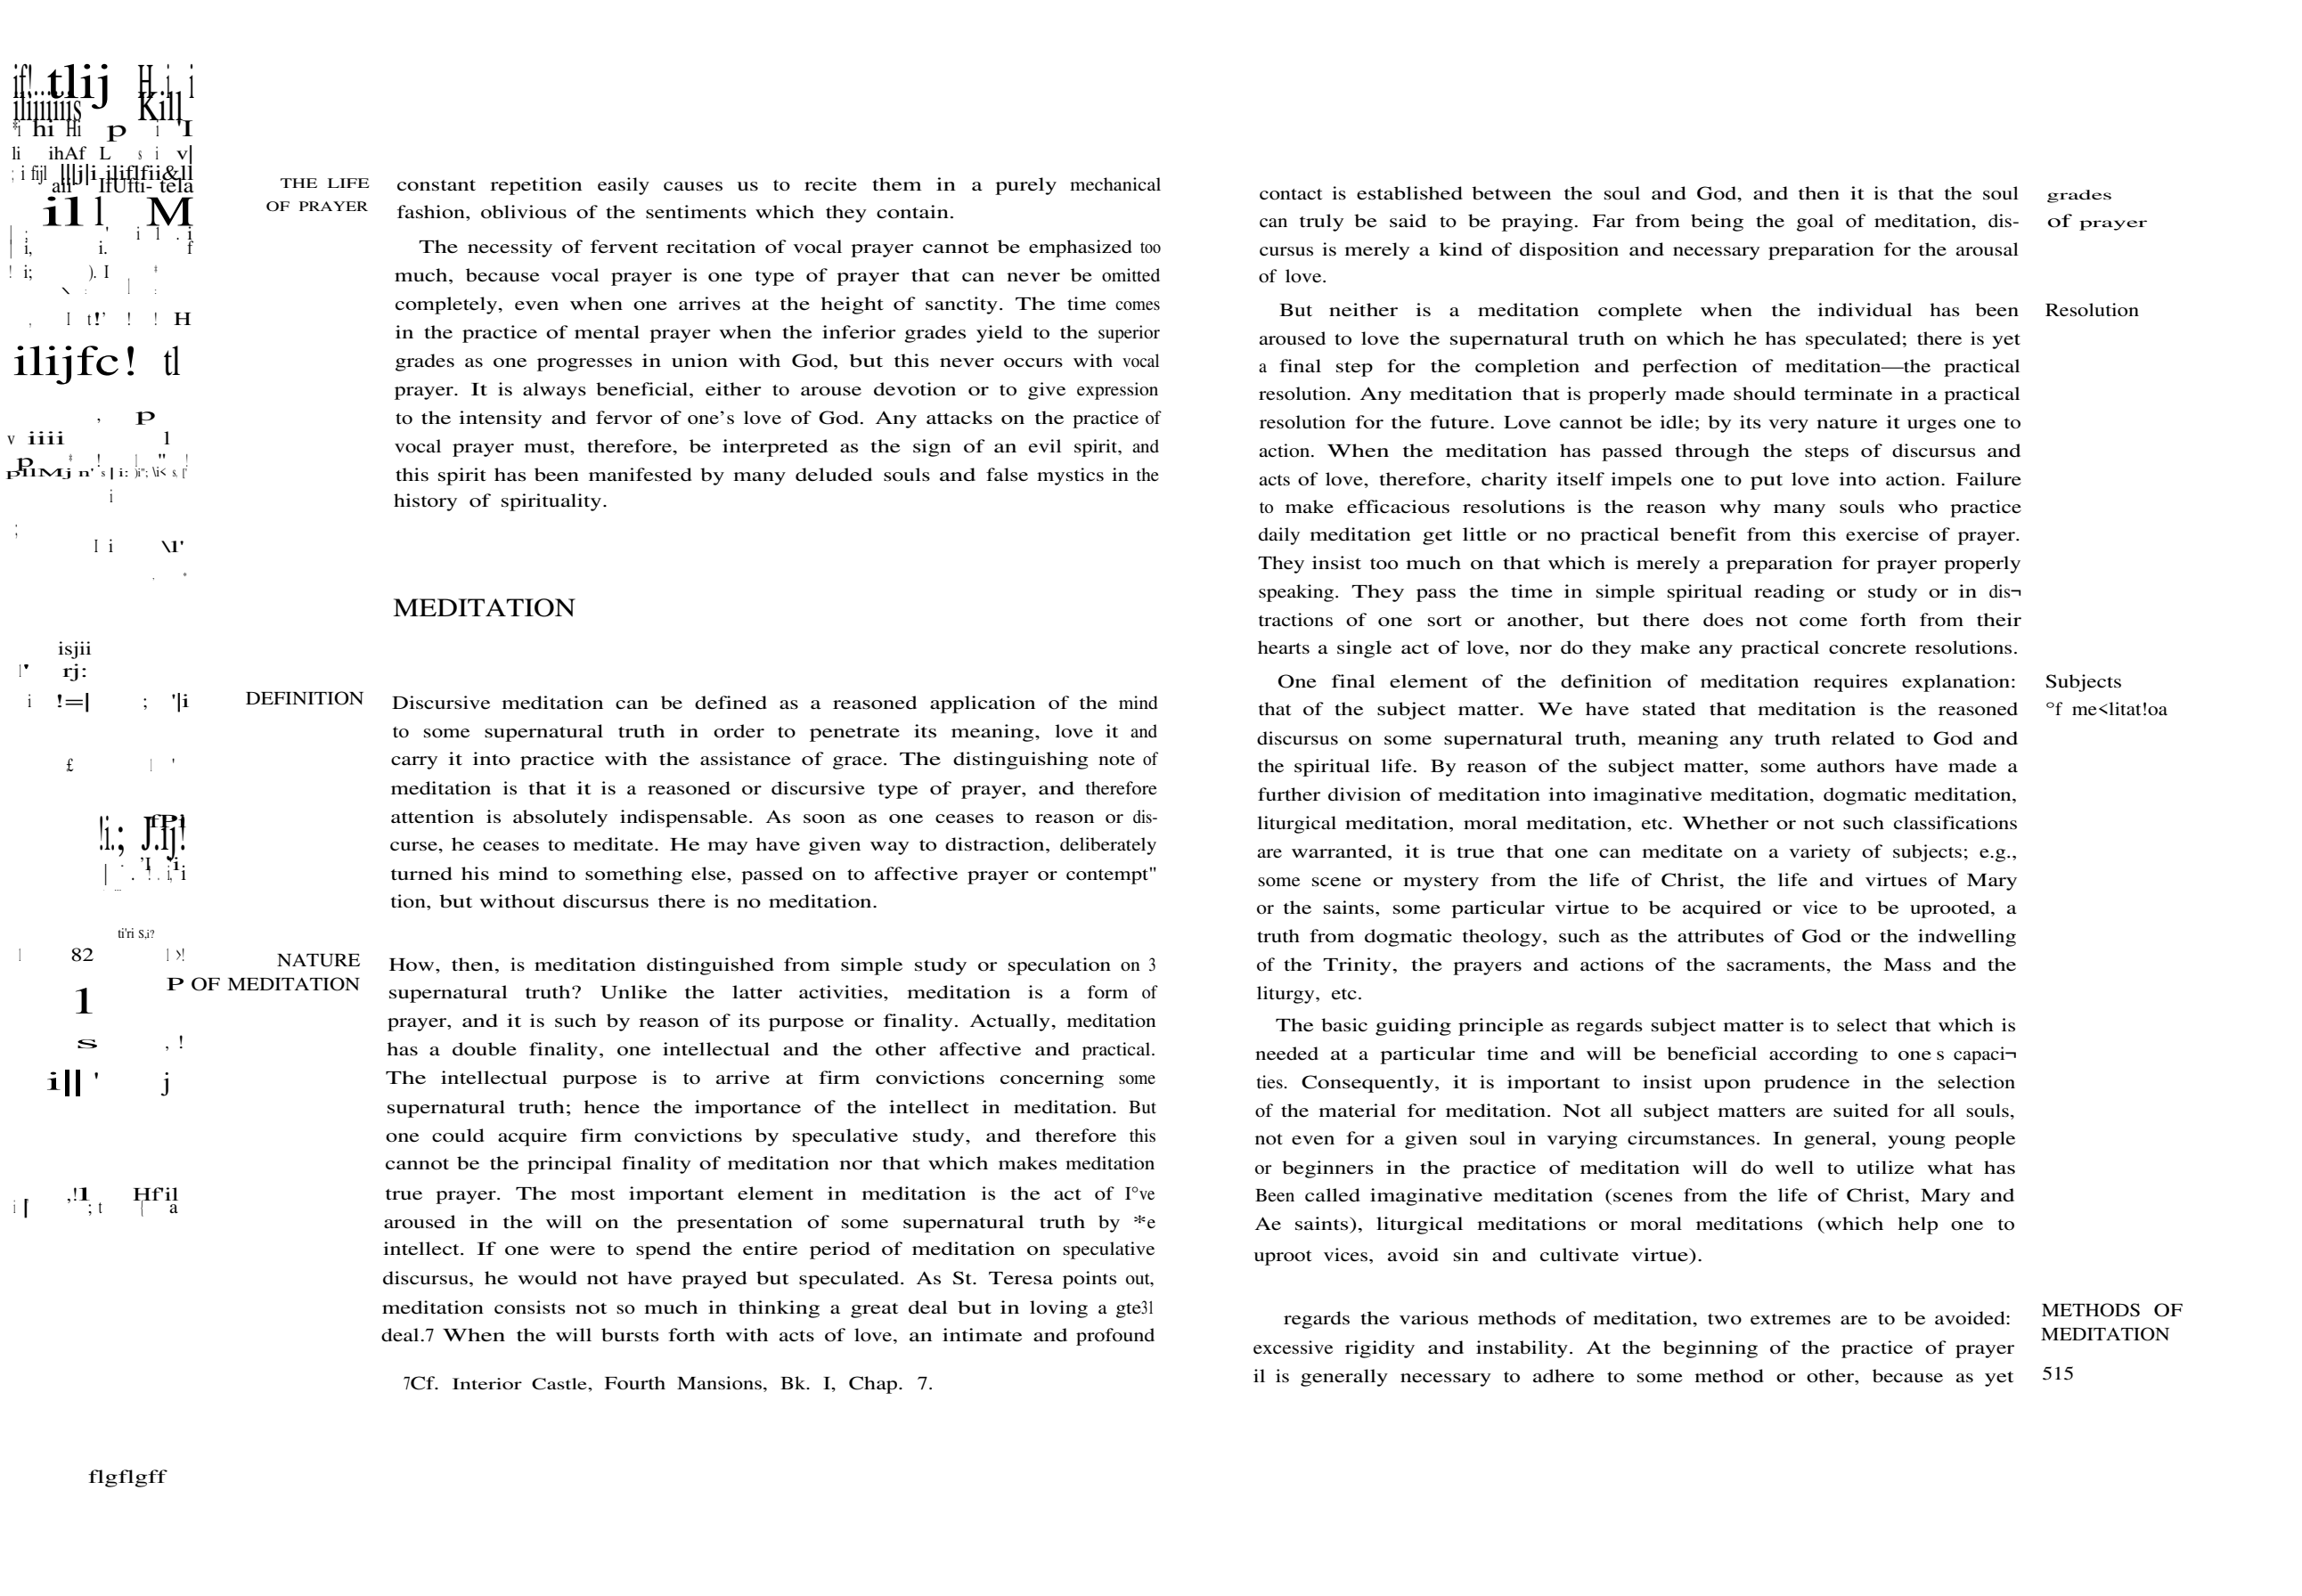 THE LIFE
OF PRAYER
constant repetition easily causes us to recite them in a purely mechanical
fashion, oblivious of the sentiments which they contain.
The necessity of fervent recitation of vocal prayer cannot be emphasized too
much, because vocal prayer is one type of prayer that can never be omitted
completely, even when one arrives at the height of sanctity. The time comes
in the practice of mental prayer when the inferior grades yield to the superior
grades as one progresses in union with God, but this never occurs with vocal
prayer. It is always beneficial, either to arouse devotion or to give expression
to the intensity and fervor of one’s love of God. Any attacks on the practice of
vocal prayer must, therefore, be interpreted as the sign of an evil spirit, and
this spirit has been manifested by many deluded souls and false mystics in the
history of spirituality.
MEDITATION
DEFINITION
Discursive meditation can be defined as a reasoned application of the mind
to some supernatural truth in order to penetrate its meaning, love it and
carry it into practice with the assistance of grace. The distinguishing note of
meditation is that it is a reasoned or discursive type of prayer, and therefore
attention is absolutely indispensable. As soon as one ceases to reason or dis-
curse, he ceases to meditate. He may have given way to distraction, deliberately
turned his mind to something else, passed on to affective prayer or contempt"
tion, but without discursus there is no meditation.
NATURE
P OF MEDITATION
How, then, is meditation distinguished from simple study or speculation on 3
supernatural truth? Unlike the latter activities, meditation is a form of
prayer, and it is such by reason of its purpose or finality. Actually, meditation
has a double finality, one intellectual and the other affective and practical.
The intellectual purpose is to arrive at firm convictions concerning some
supernatural truth; hence the importance of the intellect in meditation. But
one could acquire firm convictions by speculative study, and therefore this
cannot be the principal finality of meditation nor that which makes meditation
true prayer. The most important element in meditation is the act of I°ve
aroused in the will on the presentation of some supernatural truth by *e
intellect. If one were to spend the entire period of meditation on speculative
discursus, he would not have prayed but speculated. As St. Teresa points out,
meditation consists not so much in thinking a great deal but in loving a gte3l
deal.7 When the will bursts forth with acts of love, an intimate and profound
7Cf. Interior Castle, Fourth Mansions, Bk. I, Chap. 7.
flgflgff
contact is established between the soul and God, and then it is that the soul
can truly be said to be praying. Far from being the goal of meditation, dis-
cursus is merely a kind of disposition and necessary preparation for the arousal
of love.
grades
of prayer
But neither is a meditation complete when the individual has been
aroused to love the supernatural truth on which he has speculated; there is yet
a final step for the completion and perfection of meditation—the practical
resolution. Any meditation that is properly made should terminate in a practical
resolution for the future. Love cannot be idle; by its very nature it urges one to
action. When the meditation has passed through the steps of discursus and
acts of love, therefore, charity itself impels one to put love into action. Failure
to make efficacious resolutions is the reason why many souls who practice
daily meditation get little or no practical benefit from this exercise of prayer.
They insist too much on that which is merely a preparation for prayer properly
speaking. They pass the time in simple spiritual reading or study or in dis¬
tractions of one sort or another, but there does not come forth from their
hearts a single act of love, nor do they make any practical concrete resolutions.
Resolution
One final element of the definition of meditation requires explanation:
that of the subject matter. We have stated that meditation is the reasoned
discursus on some supernatural truth, meaning any truth related to God and
the spiritual life. By reason of the subject matter, some authors have made a
further division of meditation into imaginative meditation, dogmatic meditation,
liturgical meditation, moral meditation, etc. Whether or not such classifications
are warranted, it is true that one can meditate on a variety of subjects; e.g.,
some scene or mystery from the life of Christ, the life and virtues of Mary
or the saints, some particular virtue to be acquired or vice to be uprooted, a
truth from dogmatic theology, such as the attributes of God or the indwelling
of the Trinity, the prayers and actions of the sacraments, the Mass and the
liturgy, etc.
Subjects
°f me<litat!oa
The basic guiding principle as regards subject matter is to select that which is
needed at a particular time and will be beneficial according to one s capaci¬
ties. Consequently, it is important to insist upon prudence in the selection
of the material for meditation. Not all subject matters are suited for all souls,
not even for a given soul in varying circumstances. In general, young people
or beginners in the practice of meditation will do well to utilize what has
Been called imaginative meditation (scenes from the life of Christ, Mary and
Ae saints), liturgical meditations or moral meditations (which help one to
uproot vices, avoid sin and cultivate virtue).
METHODS OF
MEDITATION
regards the various methods of meditation, two extremes are to be avoided:
excessive rigidity and instability. At the beginning of the practice of prayer
il is generally necessary to adhere to some method or other, because as yet
515